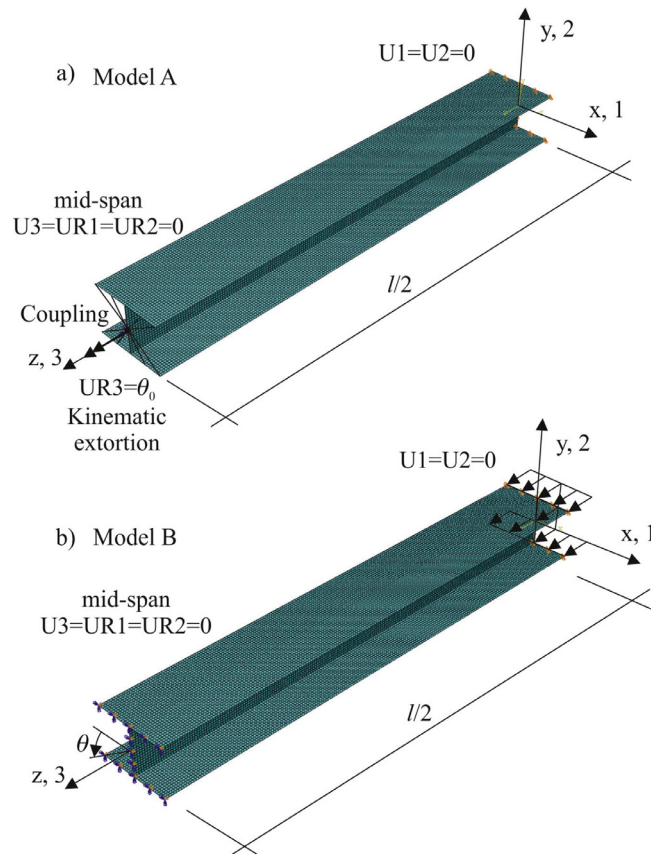 y, 2
U1=U2=0
a) Model A
x, 1
mid-span
U3=UR1=UR2=0
l/2
Coupling
z, 3
UR3=θ₀
Kinematic
extortion
y, 2
U1=U2=0
b) Model B
x, 1
mid-span
U3=UR1=UR2=0
l/2
θ
z, 3